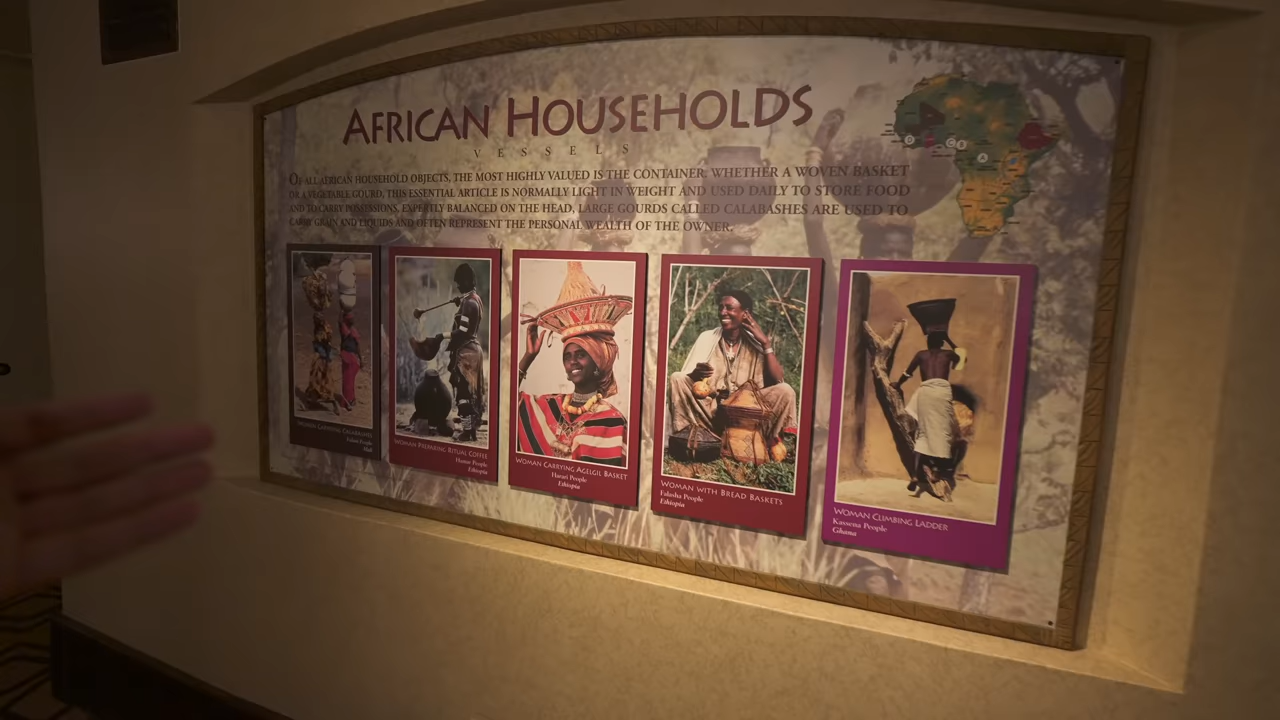 AFRICAN HOUSEHOLDS
VESSELS
OF ALL AFRICAN HOUSEHOLD OBJECTS, THE MOST HIGHLY VALUED IS THE CONTAINER. WHETHER A WOVEN BASKET
OR A VEGETABLE GOURD, THIS ESSENTIAL ARTICLE IS NORMALLY LIGHT IN WEIGHT AND USED DAILY TO STORE FOOD
AND TO CARRY POSSESSIONS, EXPERTLY BALANCED ON THE HEAD. LARGE GOURDS CALLED CALABASHES ARE USED TO
CARRY GRAIN AND LIQUIDS AND OFTEN REPRESENT THE PERSONAL WEALTH OF THE OWNER.
WOMAN CARRYING CALABASHES
Mali
WOMAN PREPARING RITUAL COFFEE
Ethiopia
WOMAN CARRYING AGELGIL BASKET
Harari People
Ethiopia
WOMAN WITH BREAD BASKETS
Falasha People
Ethiopia
WOMAN CLIMBING LADDER
Kassena People
Ghana